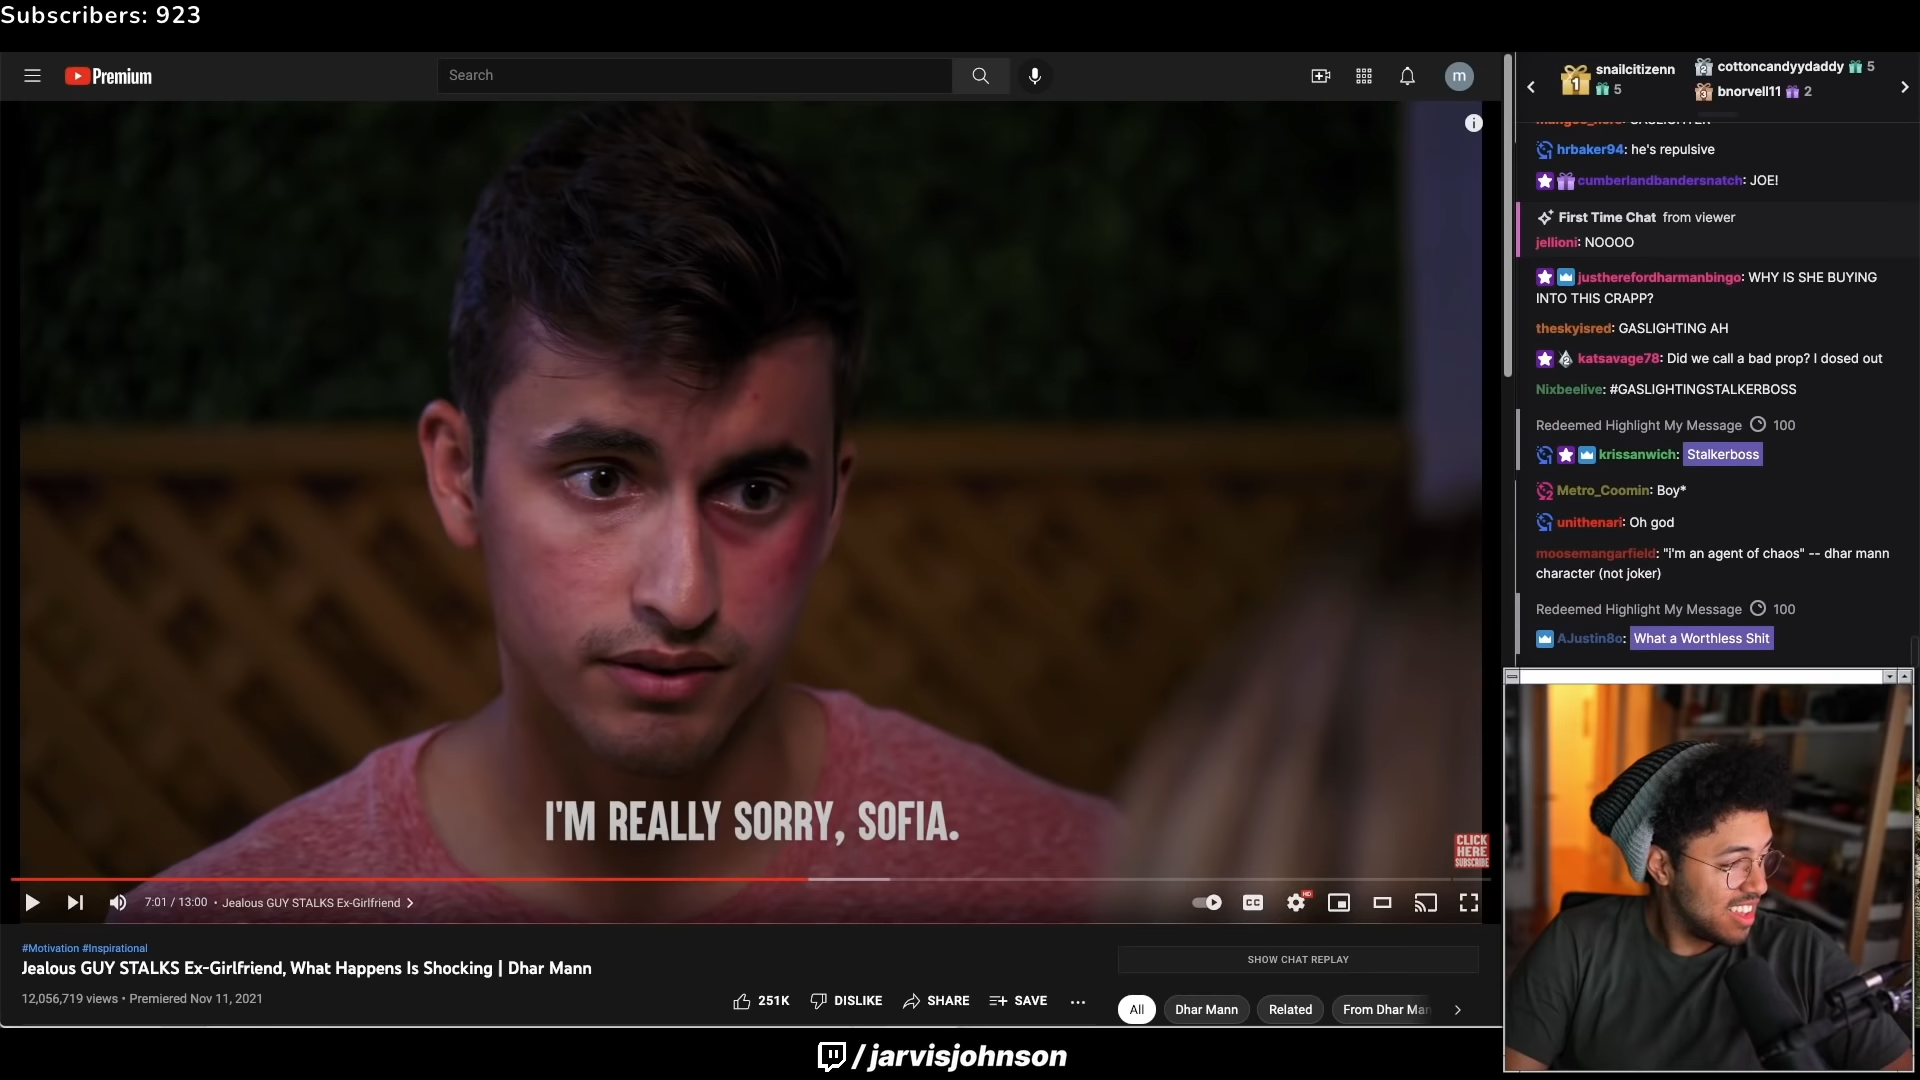 Subscribers: 923
Premium
Search
m
1
snailcitizenn
5
2 cottoncandyydaddy 5
3 bnorvell11 2
hrbaker94: he's repulsive
cumberlandbandersnatch: JOE!
First Time Chat from viewer
jellioni: NOOOO
justherefordharmanbingo: WHY IS SHE BUYING
INTO THIS CRAPP?
theskyisred: GASLIGHTING AH
katsavage78: Did we call a bad prop? I dosed out
Nixbeelive: #GASLIGHTINGSTALKERBOSS
Redeemed Highlight My Message 100
krissanwich: Stalkerboss
Metro_Coomin: Boy*
unithenari: Oh god
moosemangarfield: "i'm an agent of chaos" -- dhar mann
character (not joker)
Redeemed Highlight My Message 100
AJustin8o: What a Worthless Shit
I'M REALLY SORRY, SOFIA.
CLICK
HERE
SUBSCRIBE
7:01 / 13:00 • Jealous GUY STALKS Ex-Girlfriend
CC
HD
#Motivation #Inspirational
Jealous GUY STALKS Ex-Girlfriend, What Happens Is Shocking | Dhar Mann
12,056,719 views • Premiered Nov 11, 2021
251K
DISLIKE
SHARE
SAVE
SHOW CHAT REPLAY
All
Dhar Mann
Related
From Dhar Man
/jarvisjohnson